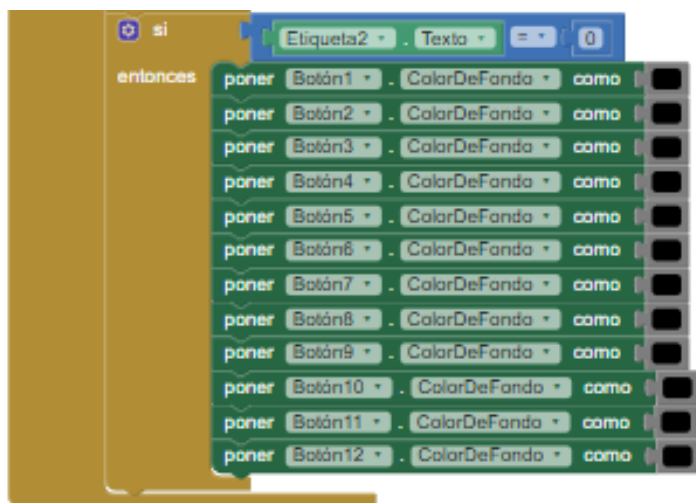 si Etiqueta2 . Texto = 0
entonces poner Botón1 . ColorDeFondo como
poner Botón2 . ColorDeFondo como
poner Botón3 . ColorDeFondo como
poner Botón4 . ColorDeFondo como
poner Botón5 . ColorDeFondo como
poner Botón6 . ColorDeFondo como
poner Botón7 . ColorDeFondo como
poner Botón8 . ColorDeFondo como
poner Botón9 . ColorDeFondo como
poner Botón10 . ColorDeFondo como
poner Botón11 . ColorDeFondo como
poner Botón12 . ColorDeFondo como